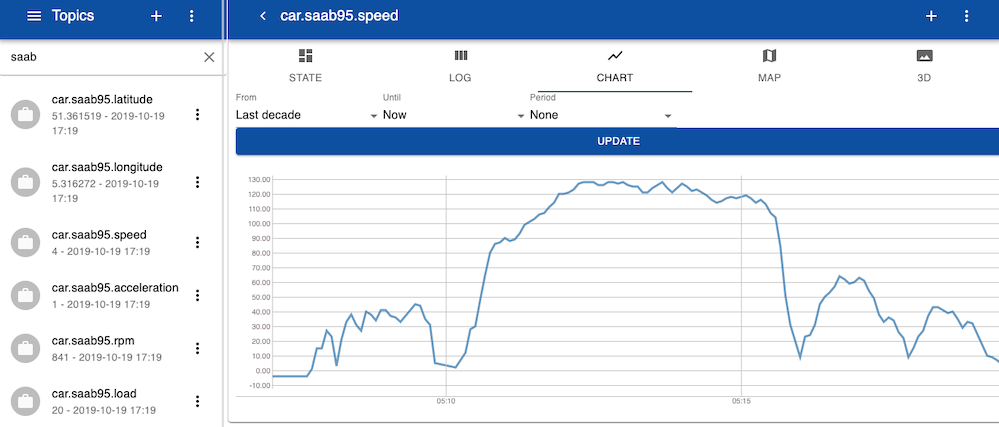 Topics
saab
car.saab95.latitude
51.361519 - 2019-10-19
17:19
car.saab95.longitude
5.316272 - 2019-10-19
17:19
car.saab95.speed
4 - 2019-10-19 17:19
car.saab95.acceleration
1 - 2019-10-19 17:19
car.saab95.rpm
841 - 2019-10-19 17:19
car.saab95.load
20 - 2019-10-19 17:19
car.saab95.speed
STATE
LOG
CHART
MAP
3D
From
Until
Period
Last decade
Now
None
UPDATE
130.00
120.00
110.00
100.00
90.00
80.00
70.00
60.00
50.00
40.00
30.00
20.00
10.00
0.00
-10.00
05:10
05:15